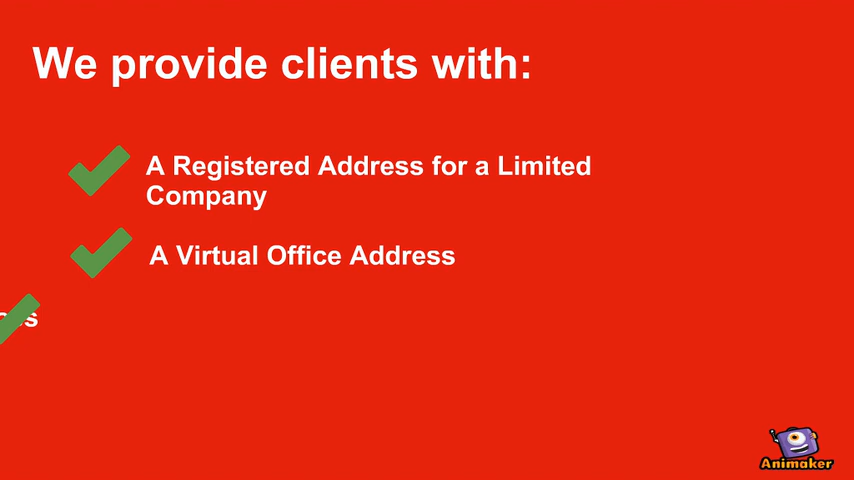 We provide clients with:
A Registered Address for a Limited
Company
A Virtual Office Address
Animaker